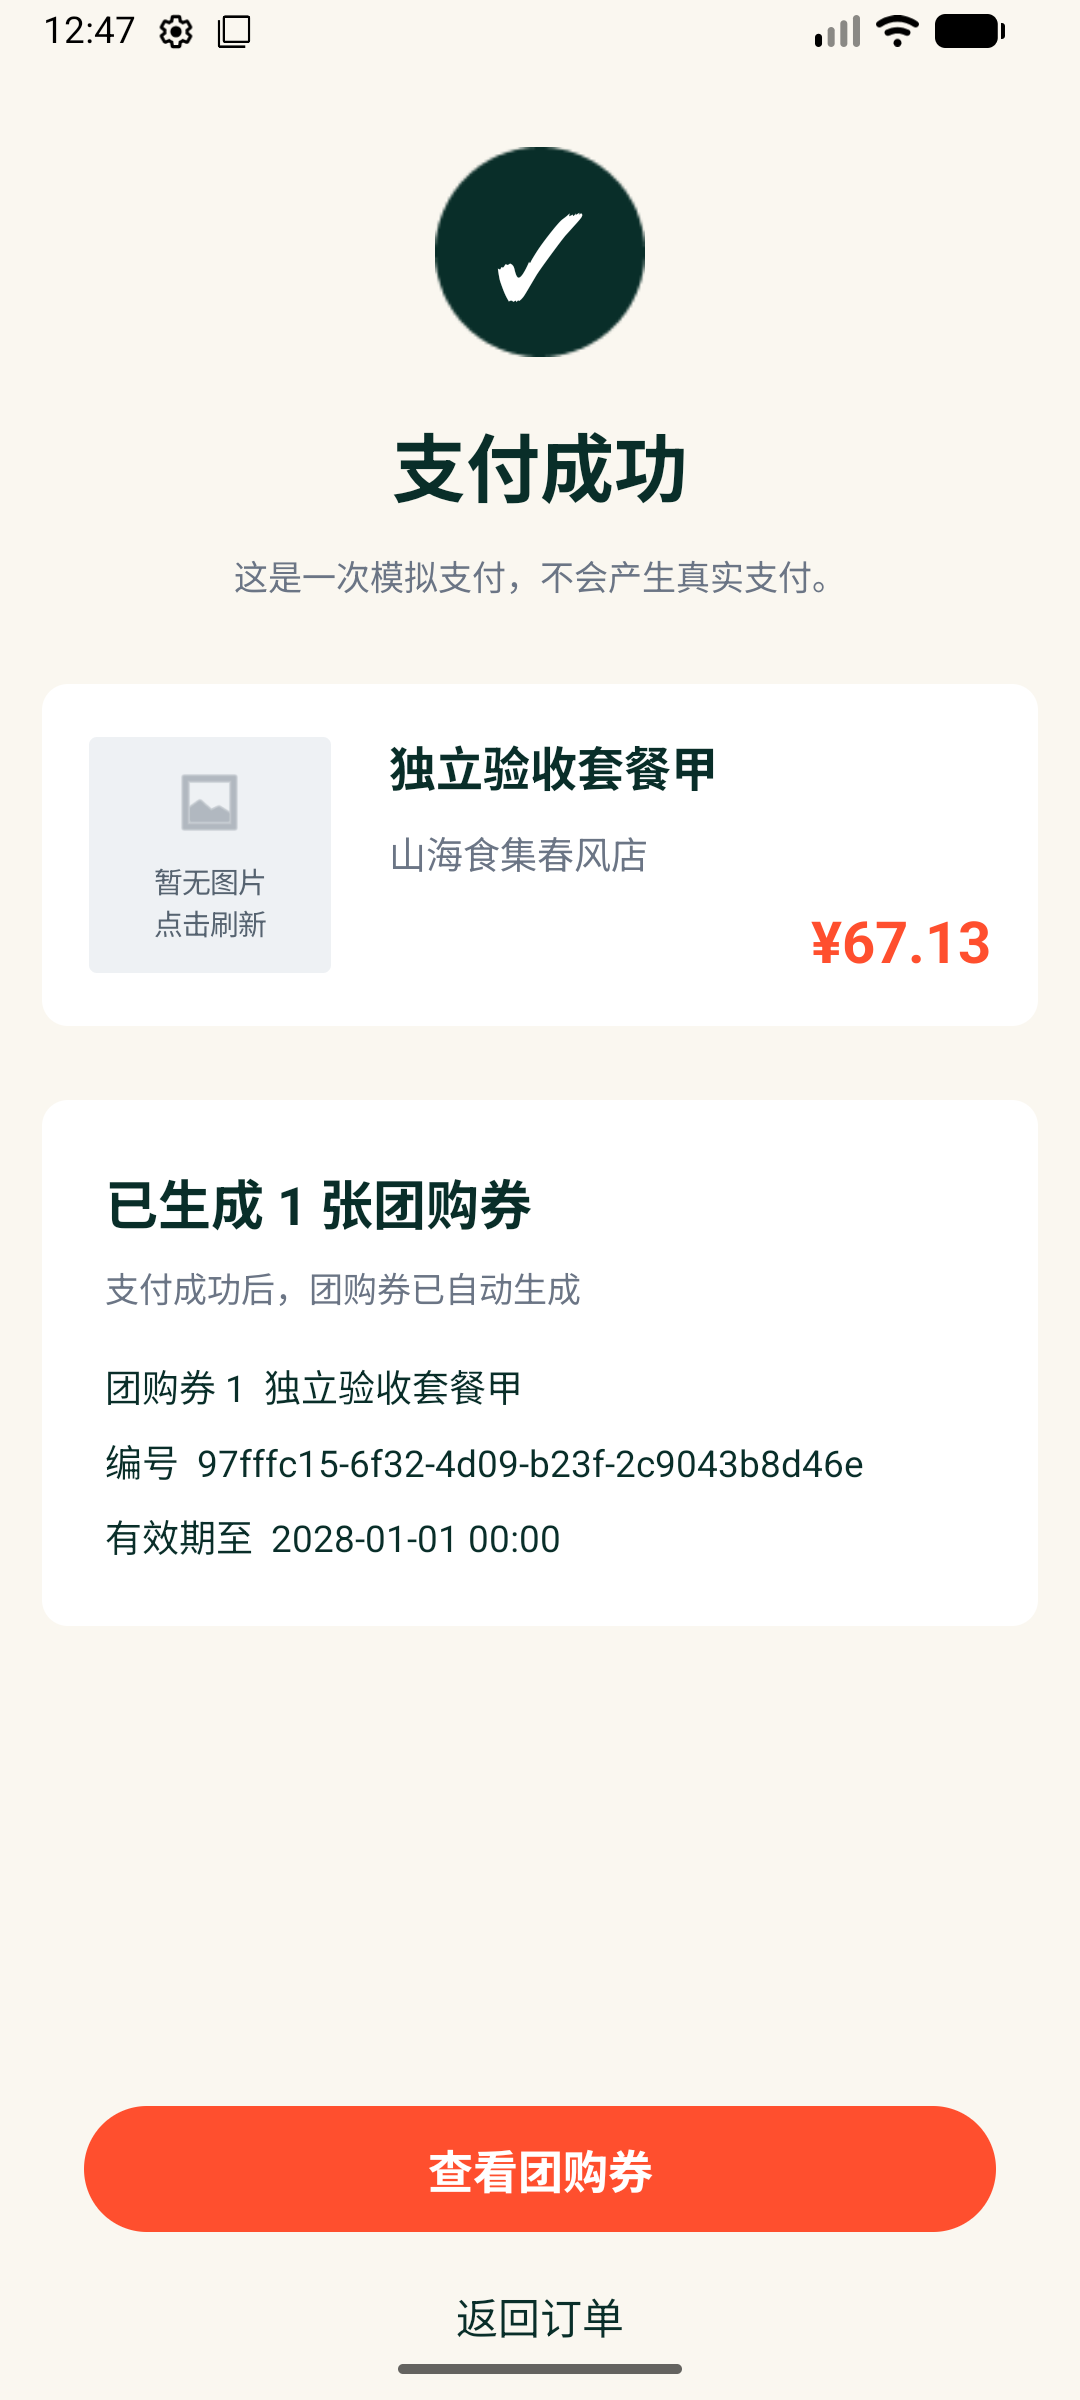 12:47
支付成功
这是一次模拟支付，不会产生真实支付。
独立验收套餐甲
山海食集春风店
暂无图片
点击刷新
¥67.13
已生成 1 张团购券
支付成功后，团购券已自动生成
团购券 1 独立验收套餐甲
编号 97fffc15-6f32-4d09-b23f-2c9043b8d46e
有效期至 2028-01-01 00:00
查看团购券
返回订单